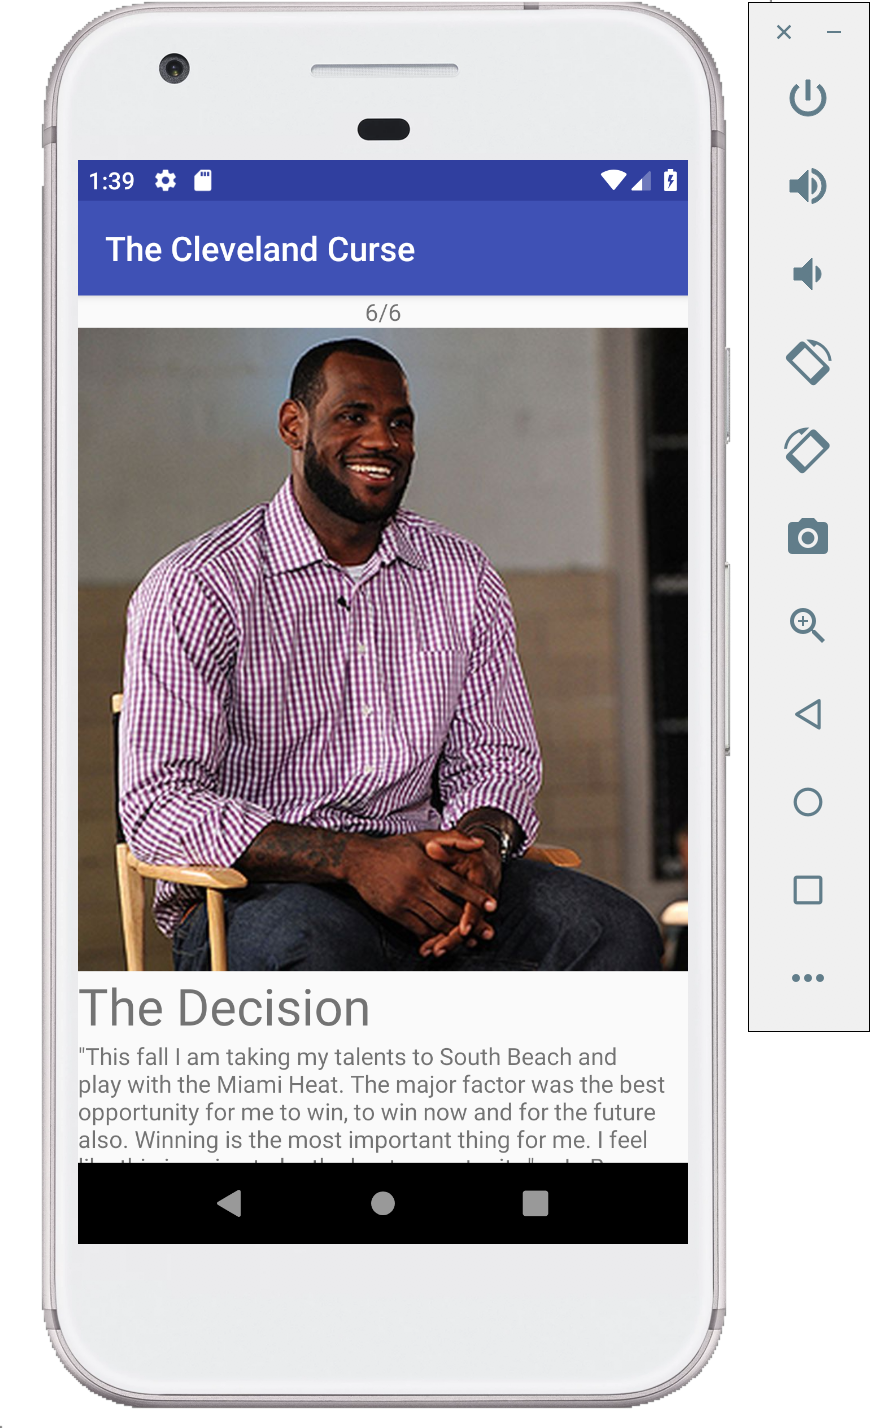 1:39
The Cleveland Curse
6/6
The Decision
"This fall I am taking my talents to South Beach and
play with the Miami Heat. The major factor was the best
opportunity for me to win, to win now and for the future
also. Winning is the most important thing for me. I feel